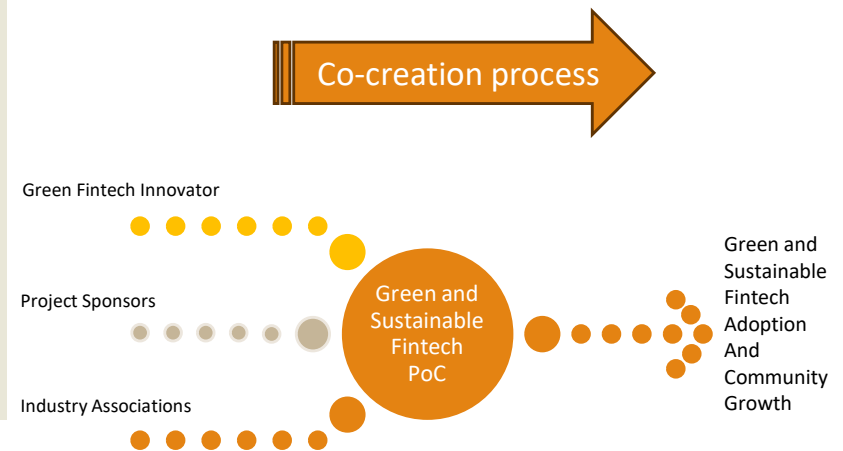 Co-creation process
Green Fintech Innovator
Project Sponsors
Industry Associations
Green and
Sustainable
Fintech
PoC
Green and
Sustainable
Fintech
Adoption
And
Community
Growth